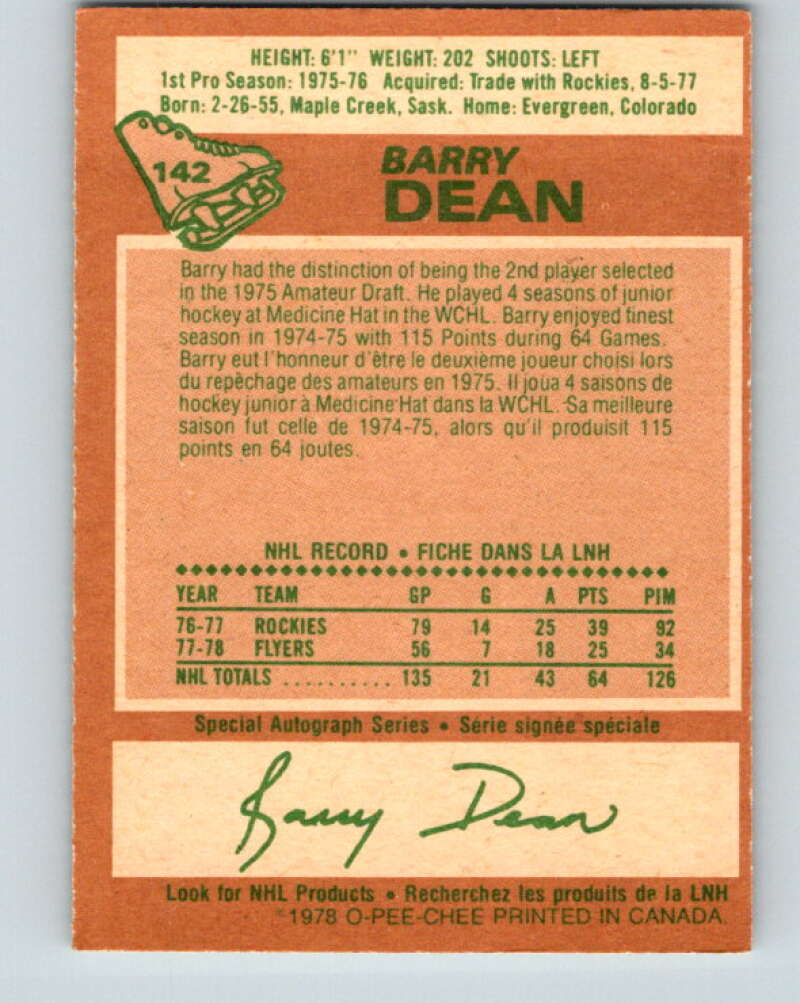 HEIGHT: 6'1" WEIGHT: 202 SHOOTS: LEFT
1st Pro Season: 1975-76 Acquired: Trade with Rockies, 8-5-77
Born: 2-26-55, Maple Creek, Sask. Home: Evergreen, Colorado
142
BARRY
DEAN
Barry had the distinction of being the 2nd player selected
in the 1975 Amateur Draft. He played 4 seasons of junior
hockey at Medicine Hat in the WCHL. Barry enjoyed finest
season in 1974-75 with 115 Points during 64 Games.
Barry eut l'honneur d'être le deuxième joueur choisi lors
du repêchage des amateurs en 1975. Il joua 4 saisons de
hockey junior à Medicine Hat dans la WCHL. Sa meilleure
saison fut celle de 1974-75, alors qu'il produisit 115
points en 64 joutes.
NHL RECORD • FICHE DANS LA LNH
YEAR TEAM GP G A PTS PIM
76-77 ROCKIES 79 14 25 39 92
77-78 FLYERS 56 7 18 25 34
NHL TOTALS .......... 135 21 43 64 126
Special Autograph Series • Série signée spéciale
Barry Dean
Look for NHL Products • Recherchez les produits de la LNH
©1978 O-PEE-CHEE PRINTED IN CANADA.